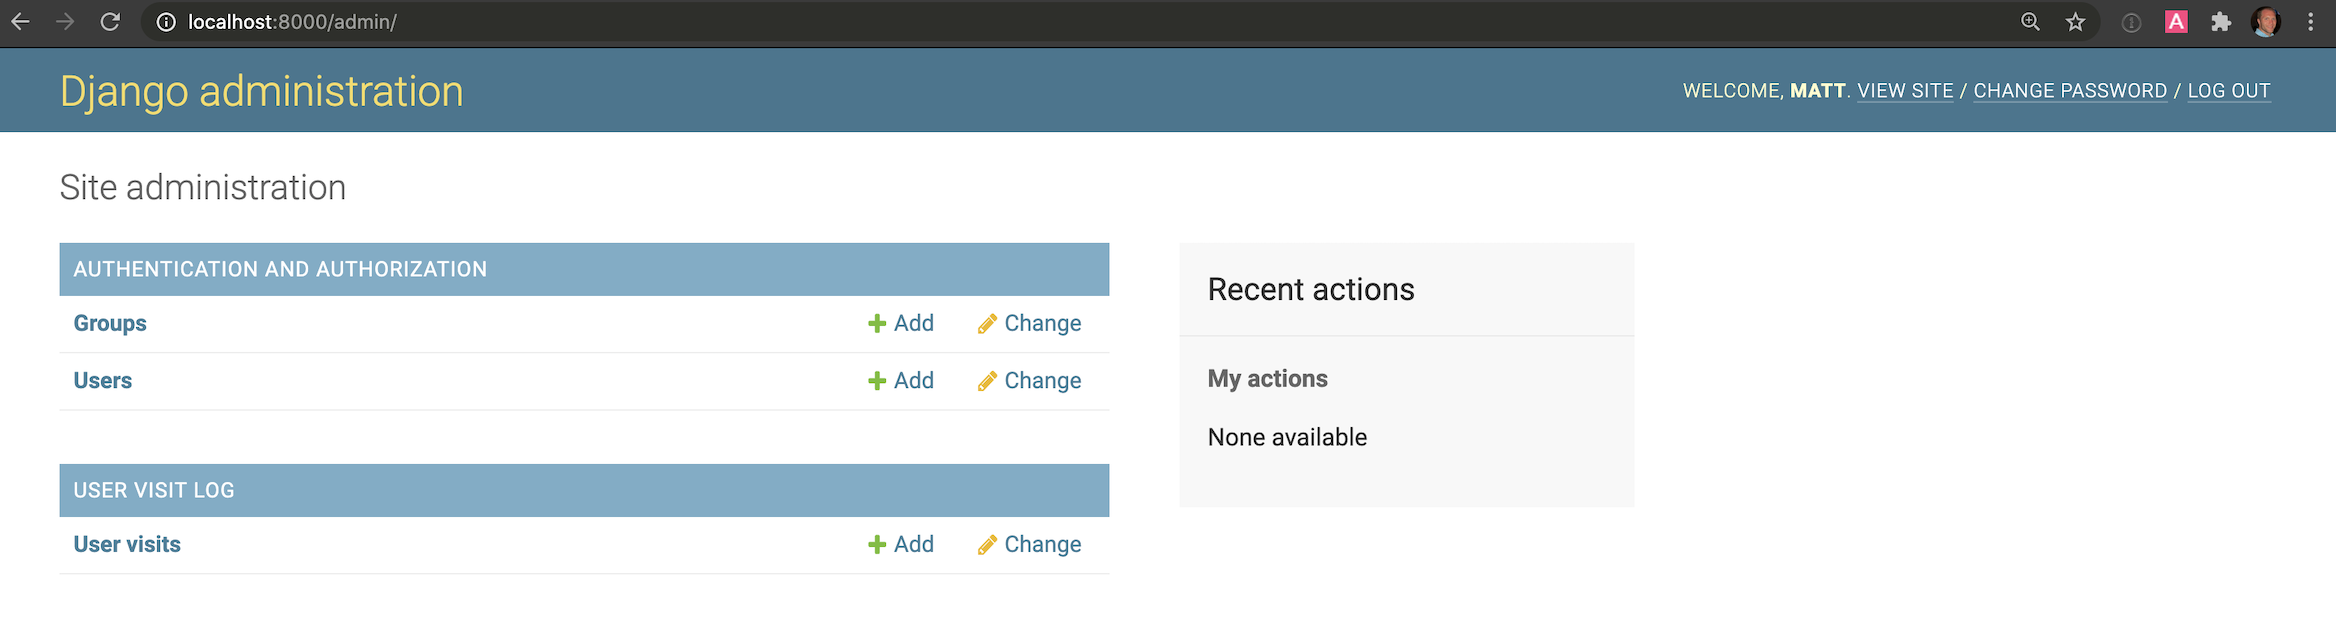 localhost:8000/admin/
A
Django administration
WELCOME, MATT. VIEW SITE / CHANGE PASSWORD / LOG OUT
Site administration
AUTHENTICATION AND AUTHORIZATION
Groups Add Change
Users Add Change
USER VISIT LOG
User visits Add Change
Recent actions
My actions
None available